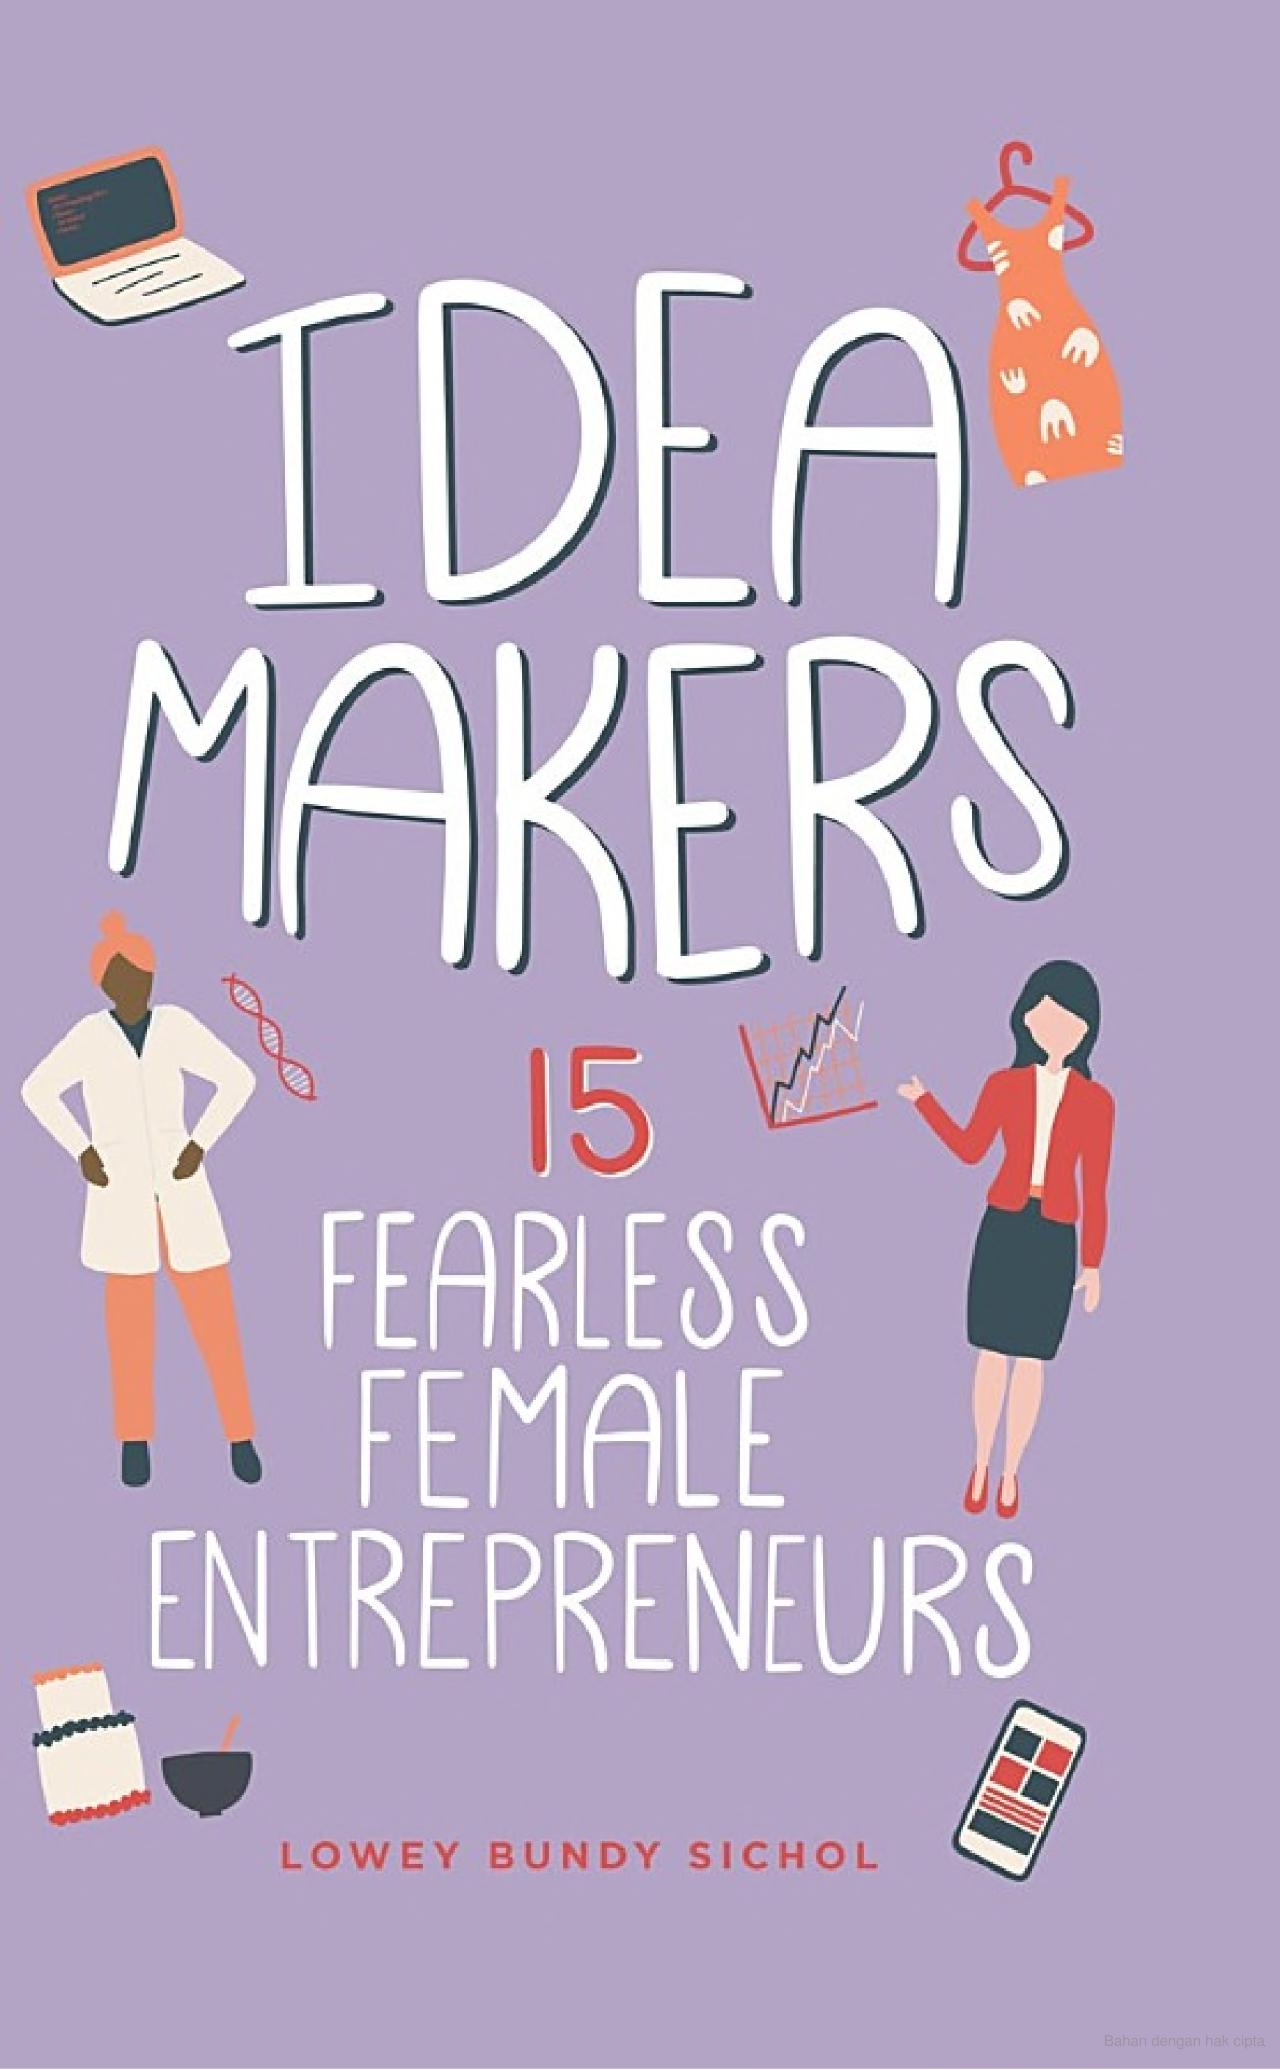 IDEA
MAKERS
15
FEARLESS
FEMALE
ENTREPRENEURS
LOWEY BUNDY SICHOL
Bahan dengan hak cipta